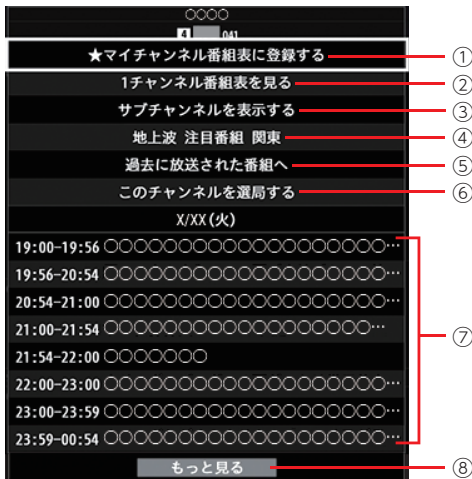 ○○○○
4 041
★マイチャンネル番組表に登録する ①
1チャンネル番組表を見る ②
サブチャンネルを表示する ③
地上波 注目番組 関東 ④
過去に放送された番組へ ⑤
このチャンネルを選局する ⑥
X/XX(火)
19:00-19:56 ○○○○○○○○○○○○○○○○○○○…
19:56-20:54 ○○○○○○○○○○○○○○○○○○○…
20:54-21:00 ○○○○○○○○○○○○○○○○○○○…
21:00-21:54 ○○○○○○○○○○○○○○○○○○…
21:54-22:00 ○○○○○○○
22:00-23:00 ○○○○○○○○○○○○○○○○○○○…
23:00-23:59 ○○○○○○○○○○○○○○○○○○○…
23:59-00:54 ○○○○○○○○○○○○○○○○○○○…
⑦
もっと見る ⑧